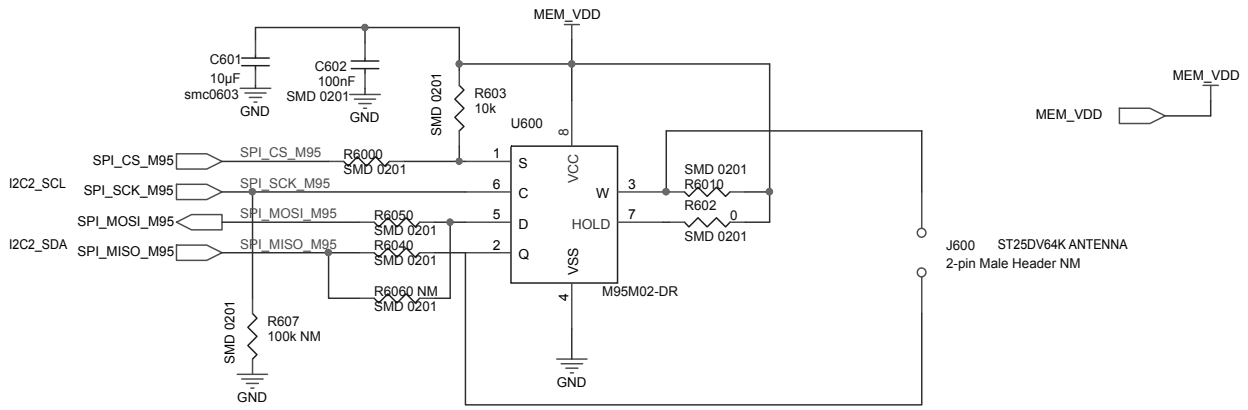 MEM_VDD
C601
10µF
smc0603
GND
C602
100nF
SMD 0201
GND
SMD 0201
R603
10k
MEM_VDD
MEM_VDD
U600
8
VCC
SPI_CS_M95
SPI_CS_M95
R6000
SMD 0201
1
S
I2C2_SCL
SPI_SCK_M95
SPI_SCK_M95
6
C
W
3
SMD 0201
R6010
SPI_MOSI_M95
SPI_MOSI_M95
R6050
SMD 0201
5
D
HOLD
7
R602
0
SMD 0201
I2C2_SDA
SPI_MISO_M95
SPI_MISO_M95
R6040
SMD 0201
2
Q
VSS
4
J600 ST25DV64K ANTENNA
2-pin Male Header NM
R6060 NM
SMD 0201
M95M02-DR
SMD 0201
R607
100k NM
GND
GND